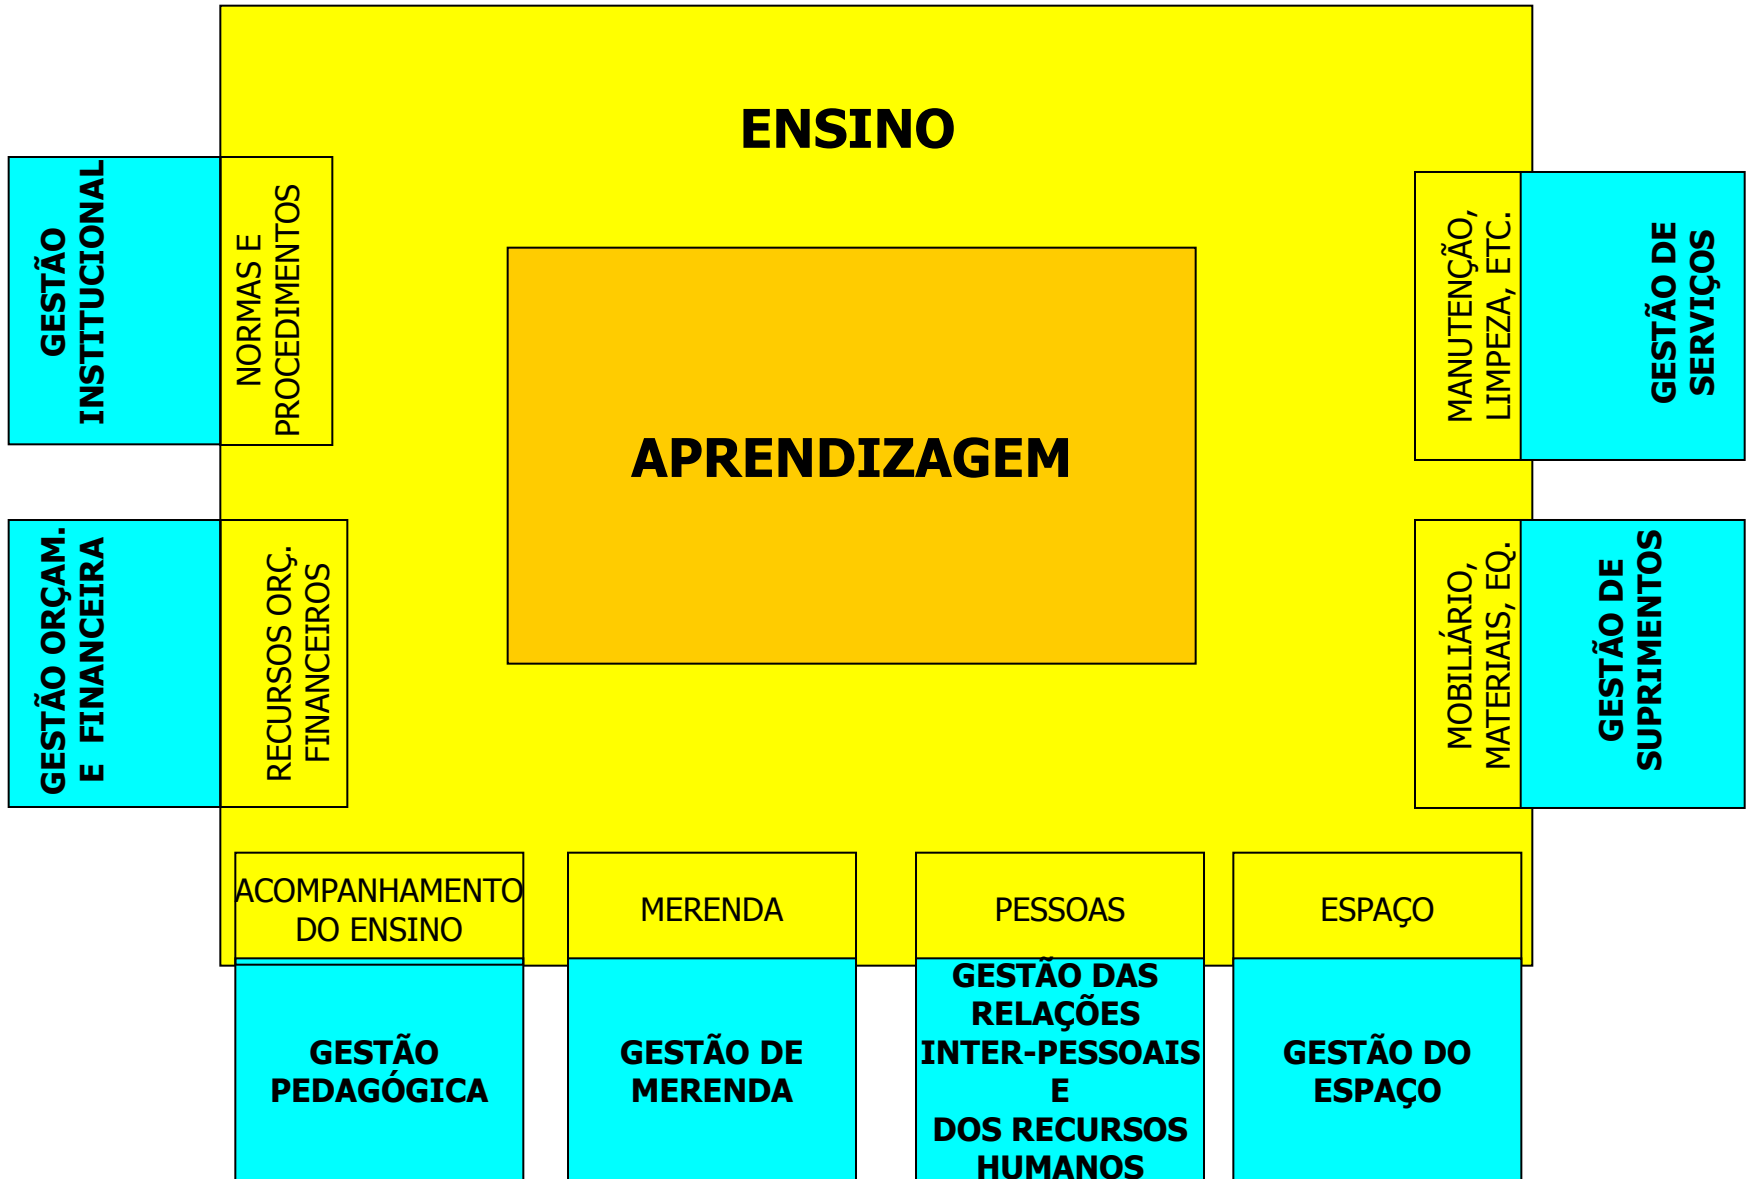 ENSINO
GESTÃO
INSTITUCIONAL
NORMAS E
PROCEDIMENTOS
MANUTENÇÃO,
LIMPEZA, ETC.
GESTÃO DE
SERVIÇOS
APRENDIZAGEM
GESTÃO ORÇAM.
E FINANCEIRA
RECURSOS ORÇ.
FINANCEIROS
MOBILIÁRIO,
MATERIAIS, EQ.
GESTÃO DE
SUPRIMENTOS
ACOMPANHAMENTO
DO ENSINO
MERENDA
PESSOAS
ESPAÇO
GESTÃO
PEDAGÓGICA
GESTÃO DE
MERENDA
GESTÃO DAS
RELAÇÕES
INTER-PESSOAIS
E
DOS RECURSOS
HUMANOS
GESTÃO DO
ESPAÇO